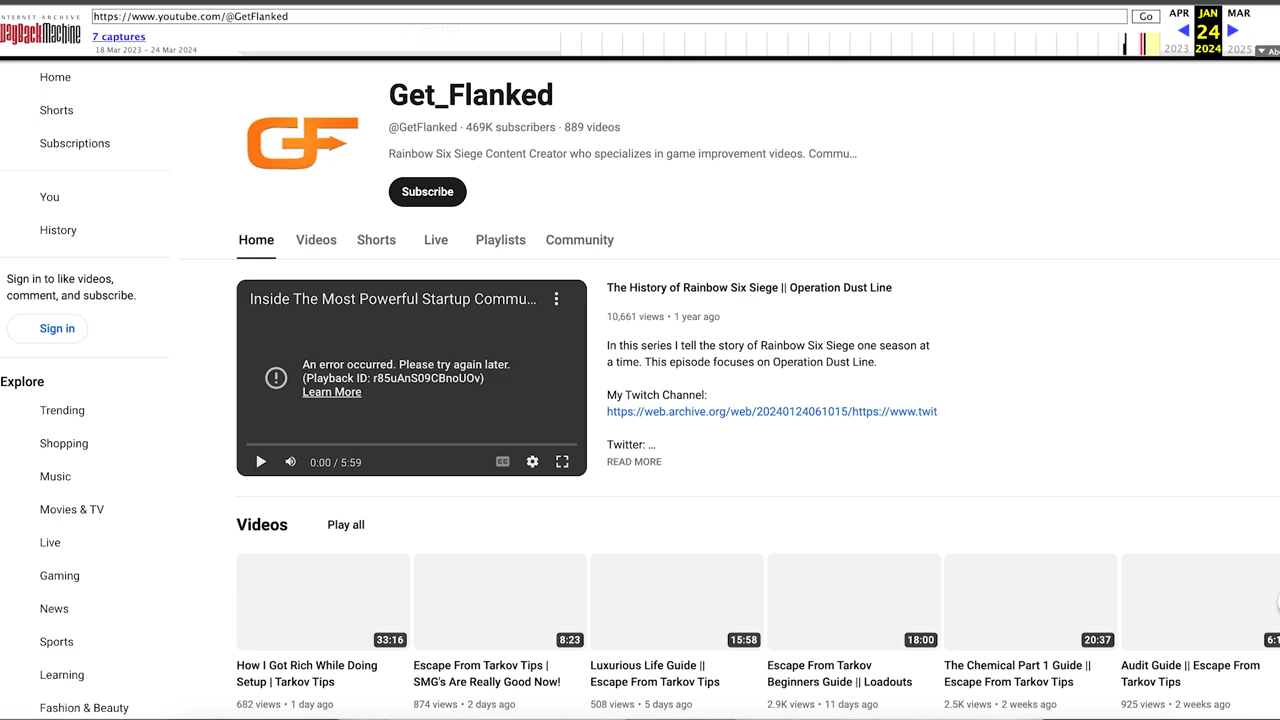 INTERNET ARCHIVE
WayBackMachine
https://www.youtube.com/@GetFlanked
Go
APR JAN MAR
7 captures
24
18 Mar 2023 – 24 Mar 2024
2023 2024 2025
Home
Shorts
Subscriptions
You
History
Sign in to like videos,
comment, and subscribe.
Sign in
Explore
Trending
Shopping
Music
Movies & TV
Live
Gaming
News
Sports
Learning
Fashion & Beauty
GF
Get_Flanked
@GetFlanked · 469K subscribers · 889 videos
Rainbow Six Siege Content Creator who specializes in game improvement videos. Commu...
Subscribe
Home Videos Shorts Live Playlists Community
Inside The Most Powerful Startup Commu...
An error occurred. Please try again later.
(Playback ID: r85uAnS09CBnoUOv)
Learn More
0:00 / 5:59
CC
The History of Rainbow Six Siege || Operation Dust Line
10,661 views • 1 year ago
In this series I tell the story of Rainbow Six Siege one season at
a time. This episode focuses on Operation Dust Line.
My Twitch Channel:
https://web.archive.org/web/20240124061015/https://www.twit
Twitter: ...
READ MORE
Videos Play all
33:16
How I Got Rich While Doing
Setup | Tarkov Tips
682 views • 1 day ago
8:23
Escape From Tarkov Tips |
SMG's Are Really Good Now!
874 views • 2 days ago
15:58
Luxurious Life Guide ||
Escape From Tarkov Tips
508 views • 5 days ago
18:00
Escape From Tarkov
Beginners Guide || Loadouts
2.9K views • 11 days ago
20:37
The Chemical Part 1 Guide ||
Escape From Tarkov Tips
2.5K views • 2 weeks ago
Audit Guide || Escape From
Tarkov Tips
925 views • 2 weeks ago